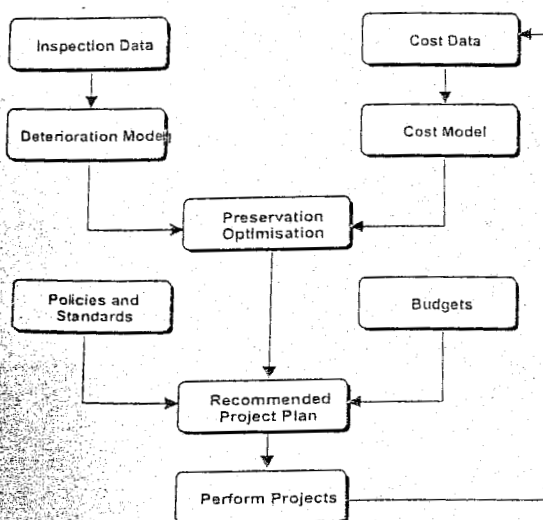 Inspection Data
Cost Data
Deterioration Model
Cost Model
Preservation
Optimisation
Policies and
Standards
Budgets
Recommended
Project Plan
Perform Projects